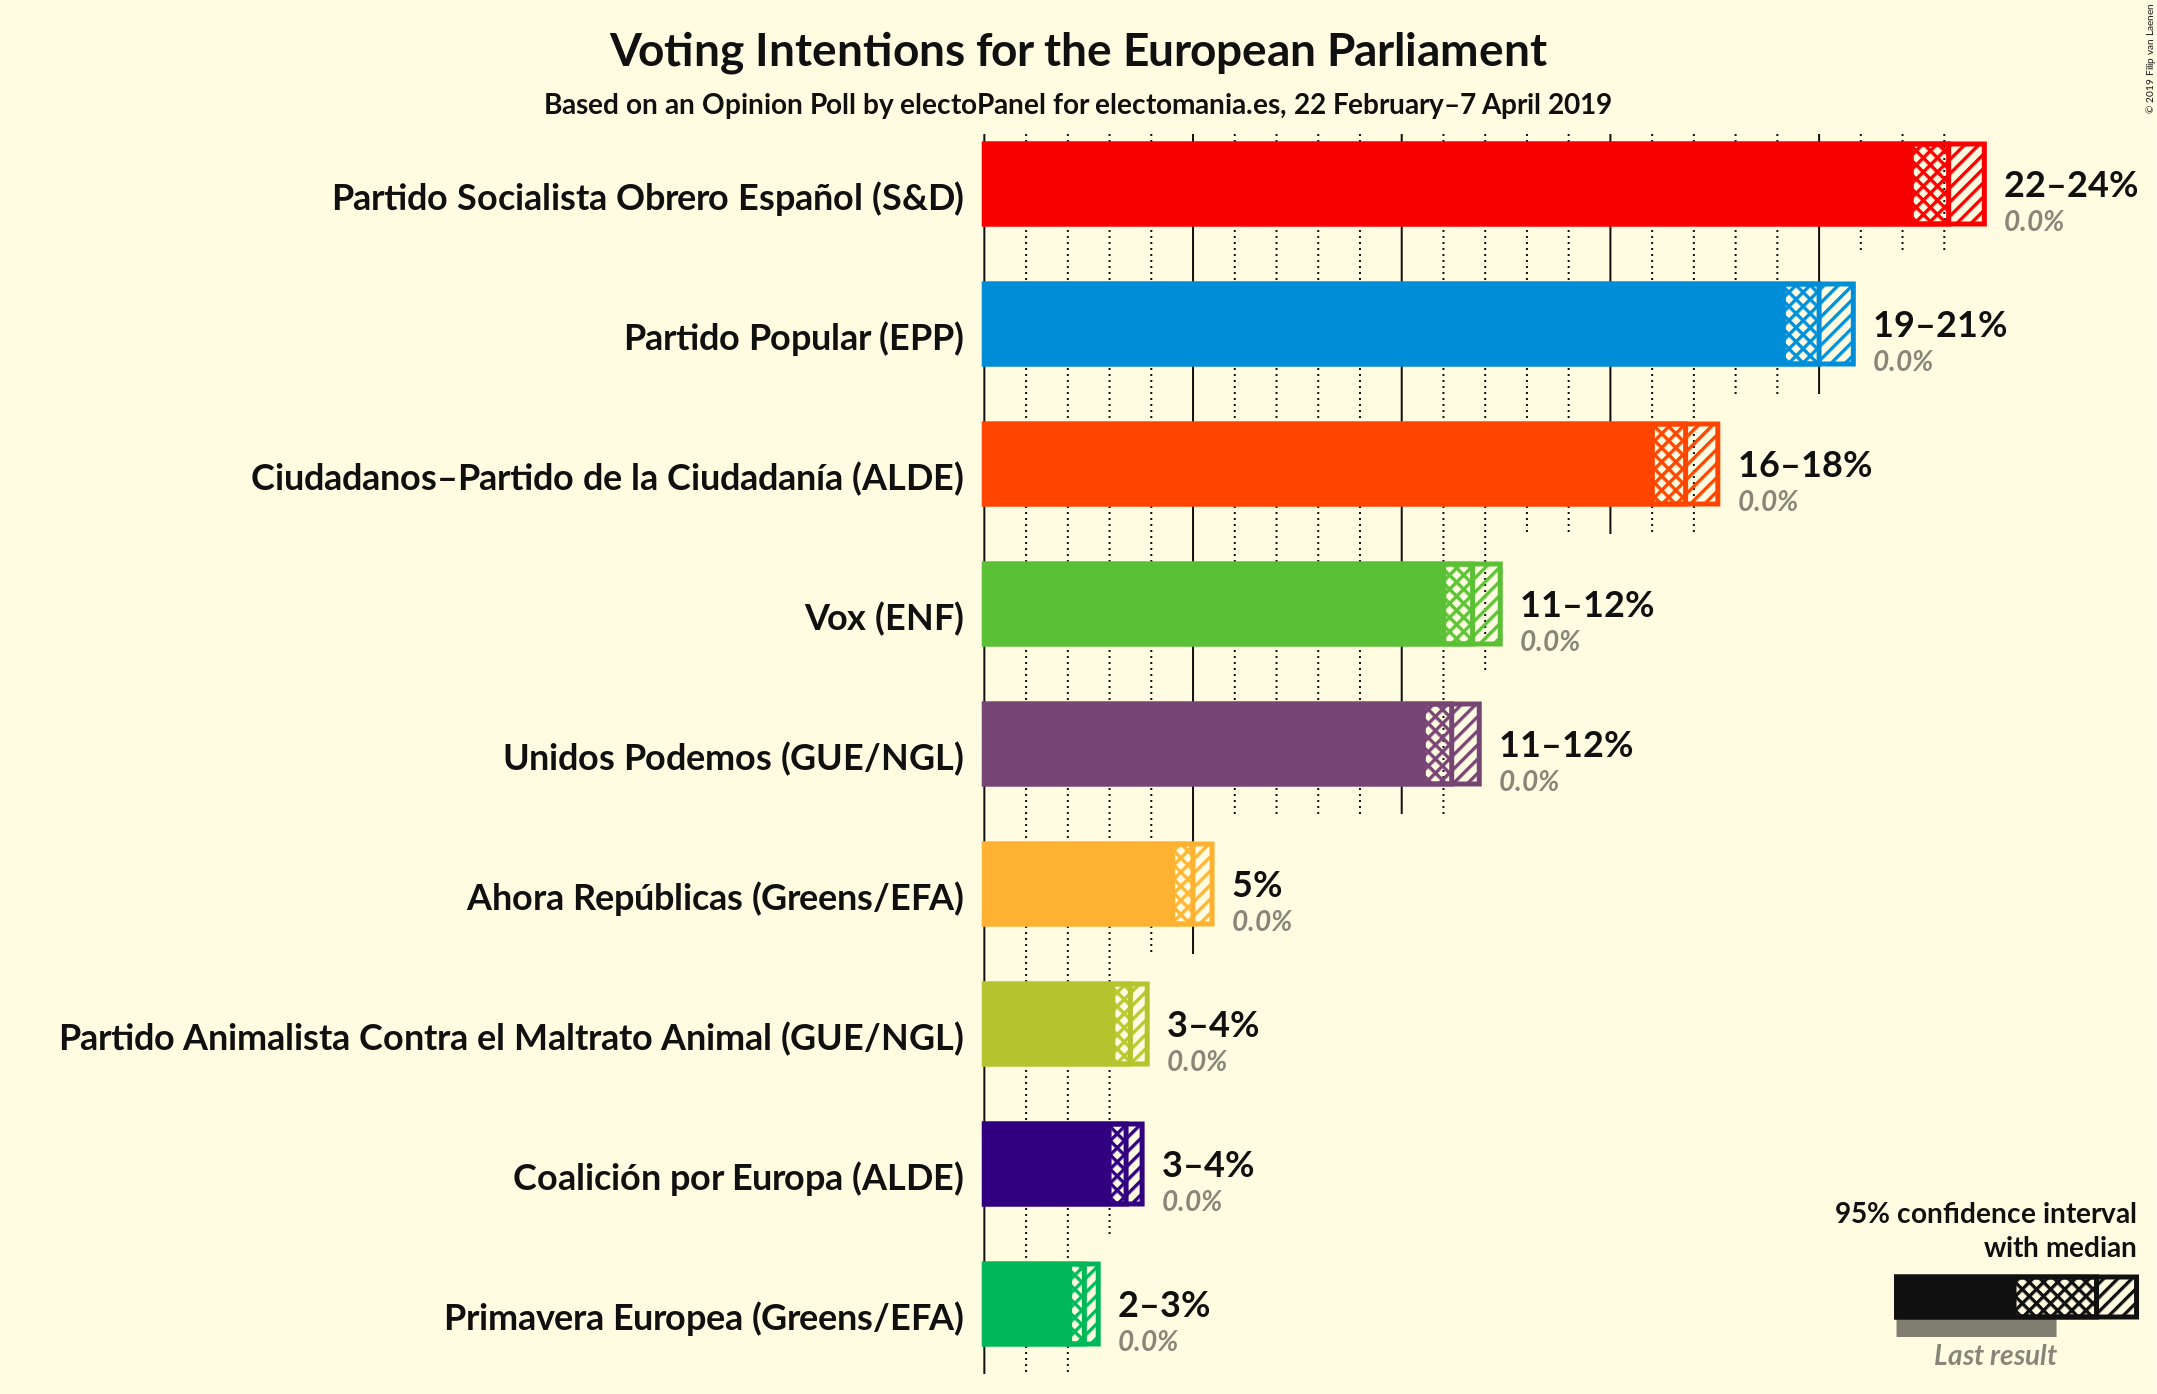 Voting Intentions for the European Parliament
Based on an Opinion Poll by electoPanel for electomania.es, 22 February–7 April 2019
© 2019 Filip van Laenen
Partido Socialista Obrero Español (S&D)
22–24%
0.0%
Partido Popular (EPP)
19–21%
0.0%
Ciudadanos–Partido de la Ciudadanía (ALDE)
16–18%
0.0%
Vox (ENF)
11–12%
0.0%
Unidos Podemos (GUE/NGL)
11–12%
0.0%
Ahora Repúblicas (Greens/EFA)
5%
0.0%
Partido Animalista Contra el Maltrato Animal (GUE/NGL)
3–4%
0.0%
Coalición por Europa (ALDE)
3–4%
0.0%
Primavera Europea (Greens/EFA)
2–3%
0.0%
95% confidence interval
with median
Last result